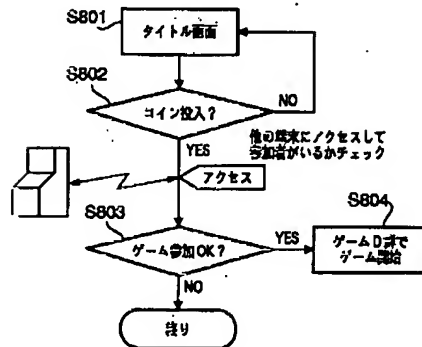 S801
タイトル画面
S802
コイン投入？
NO
YES
他の端末にアクセスして
参加者がいるかチェック
アクセス
S803
S804
ゲーム参加OK？
YES
ゲームD群で
ゲーム開始
NO
戻り